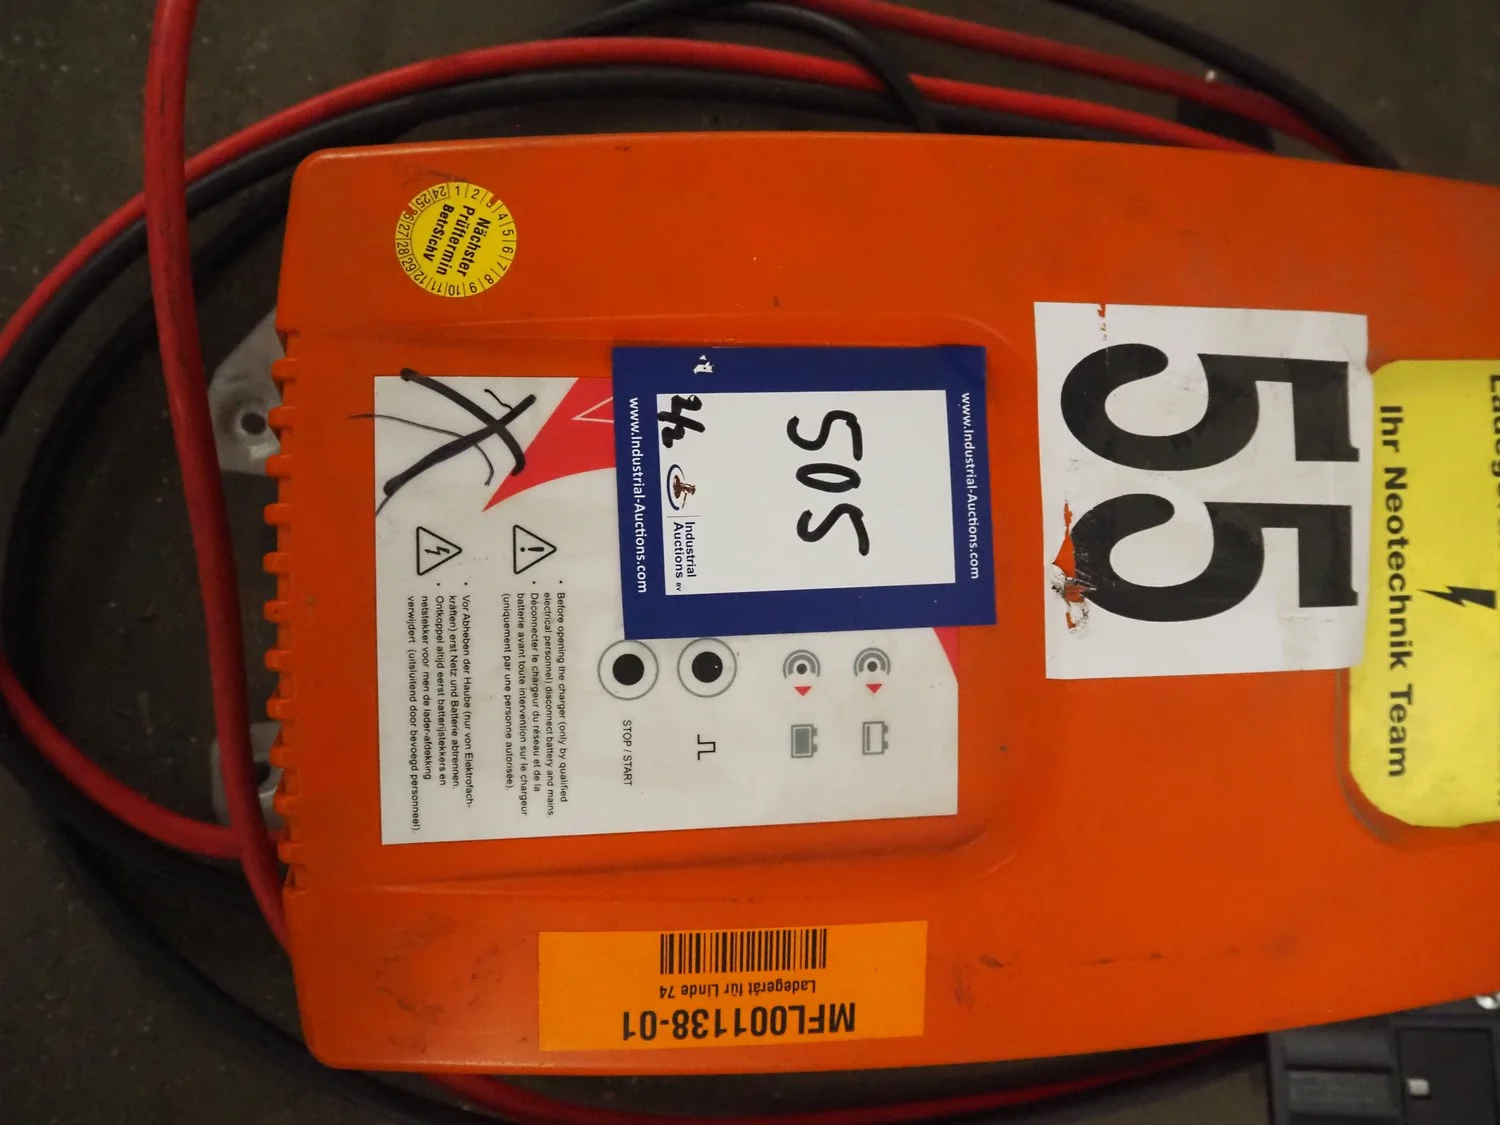 24 1 2 3 4 5 6 7 8 9 10 11 12 29 28 27 26 25
Nächster
Prüftermin
BetrSichV
www.Industrial-Auctions.com
505
2/2
Industrial
Auctions BV
www.Industrial-Auctions.com
55
Ihr Neotechnik Team
STOP / START
• Before opening the charger (only by qualified
electrical personnel) disconnect battery and mains.
• Déconnecter le chargeur du réseau et de la
batterie avant toute intervention sur le chargeur
(uniquement par une personne autorisée).
• Vor Abheben der Haube (nur von Elektrofach-
kräften) erst Netz und Batterie abtrennen.
• Ontkoppel altijd eerst batterijstekkers en
netstekker voor men de lader-afdekking
verwijdert (uitsluitend door bevoegd personneel).
MFL001138-01
Ladegerät für Linde 74